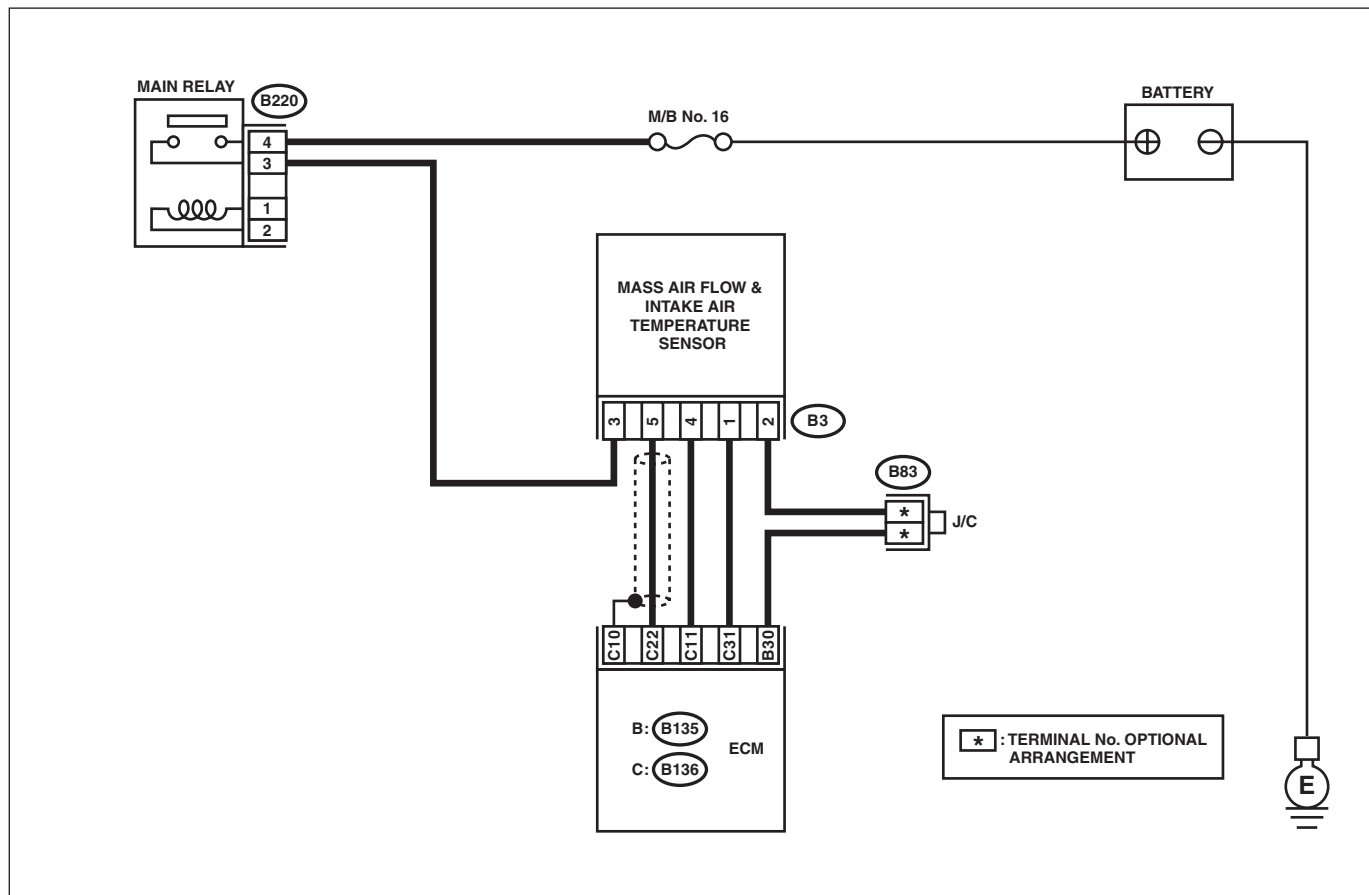 MAIN RELAY
B220
4
3
1
2
M/B No. 16
BATTERY
MASS AIR FLOW &
INTAKE AIR
TEMPERATURE
SENSOR
3
5
4
1
2
B3
B83
*
*
J/C
C10
C22
C11
C31
B30
B: B135
C: B136
ECM
* : TERMINAL No. OPTIONAL
ARRANGEMENT
E